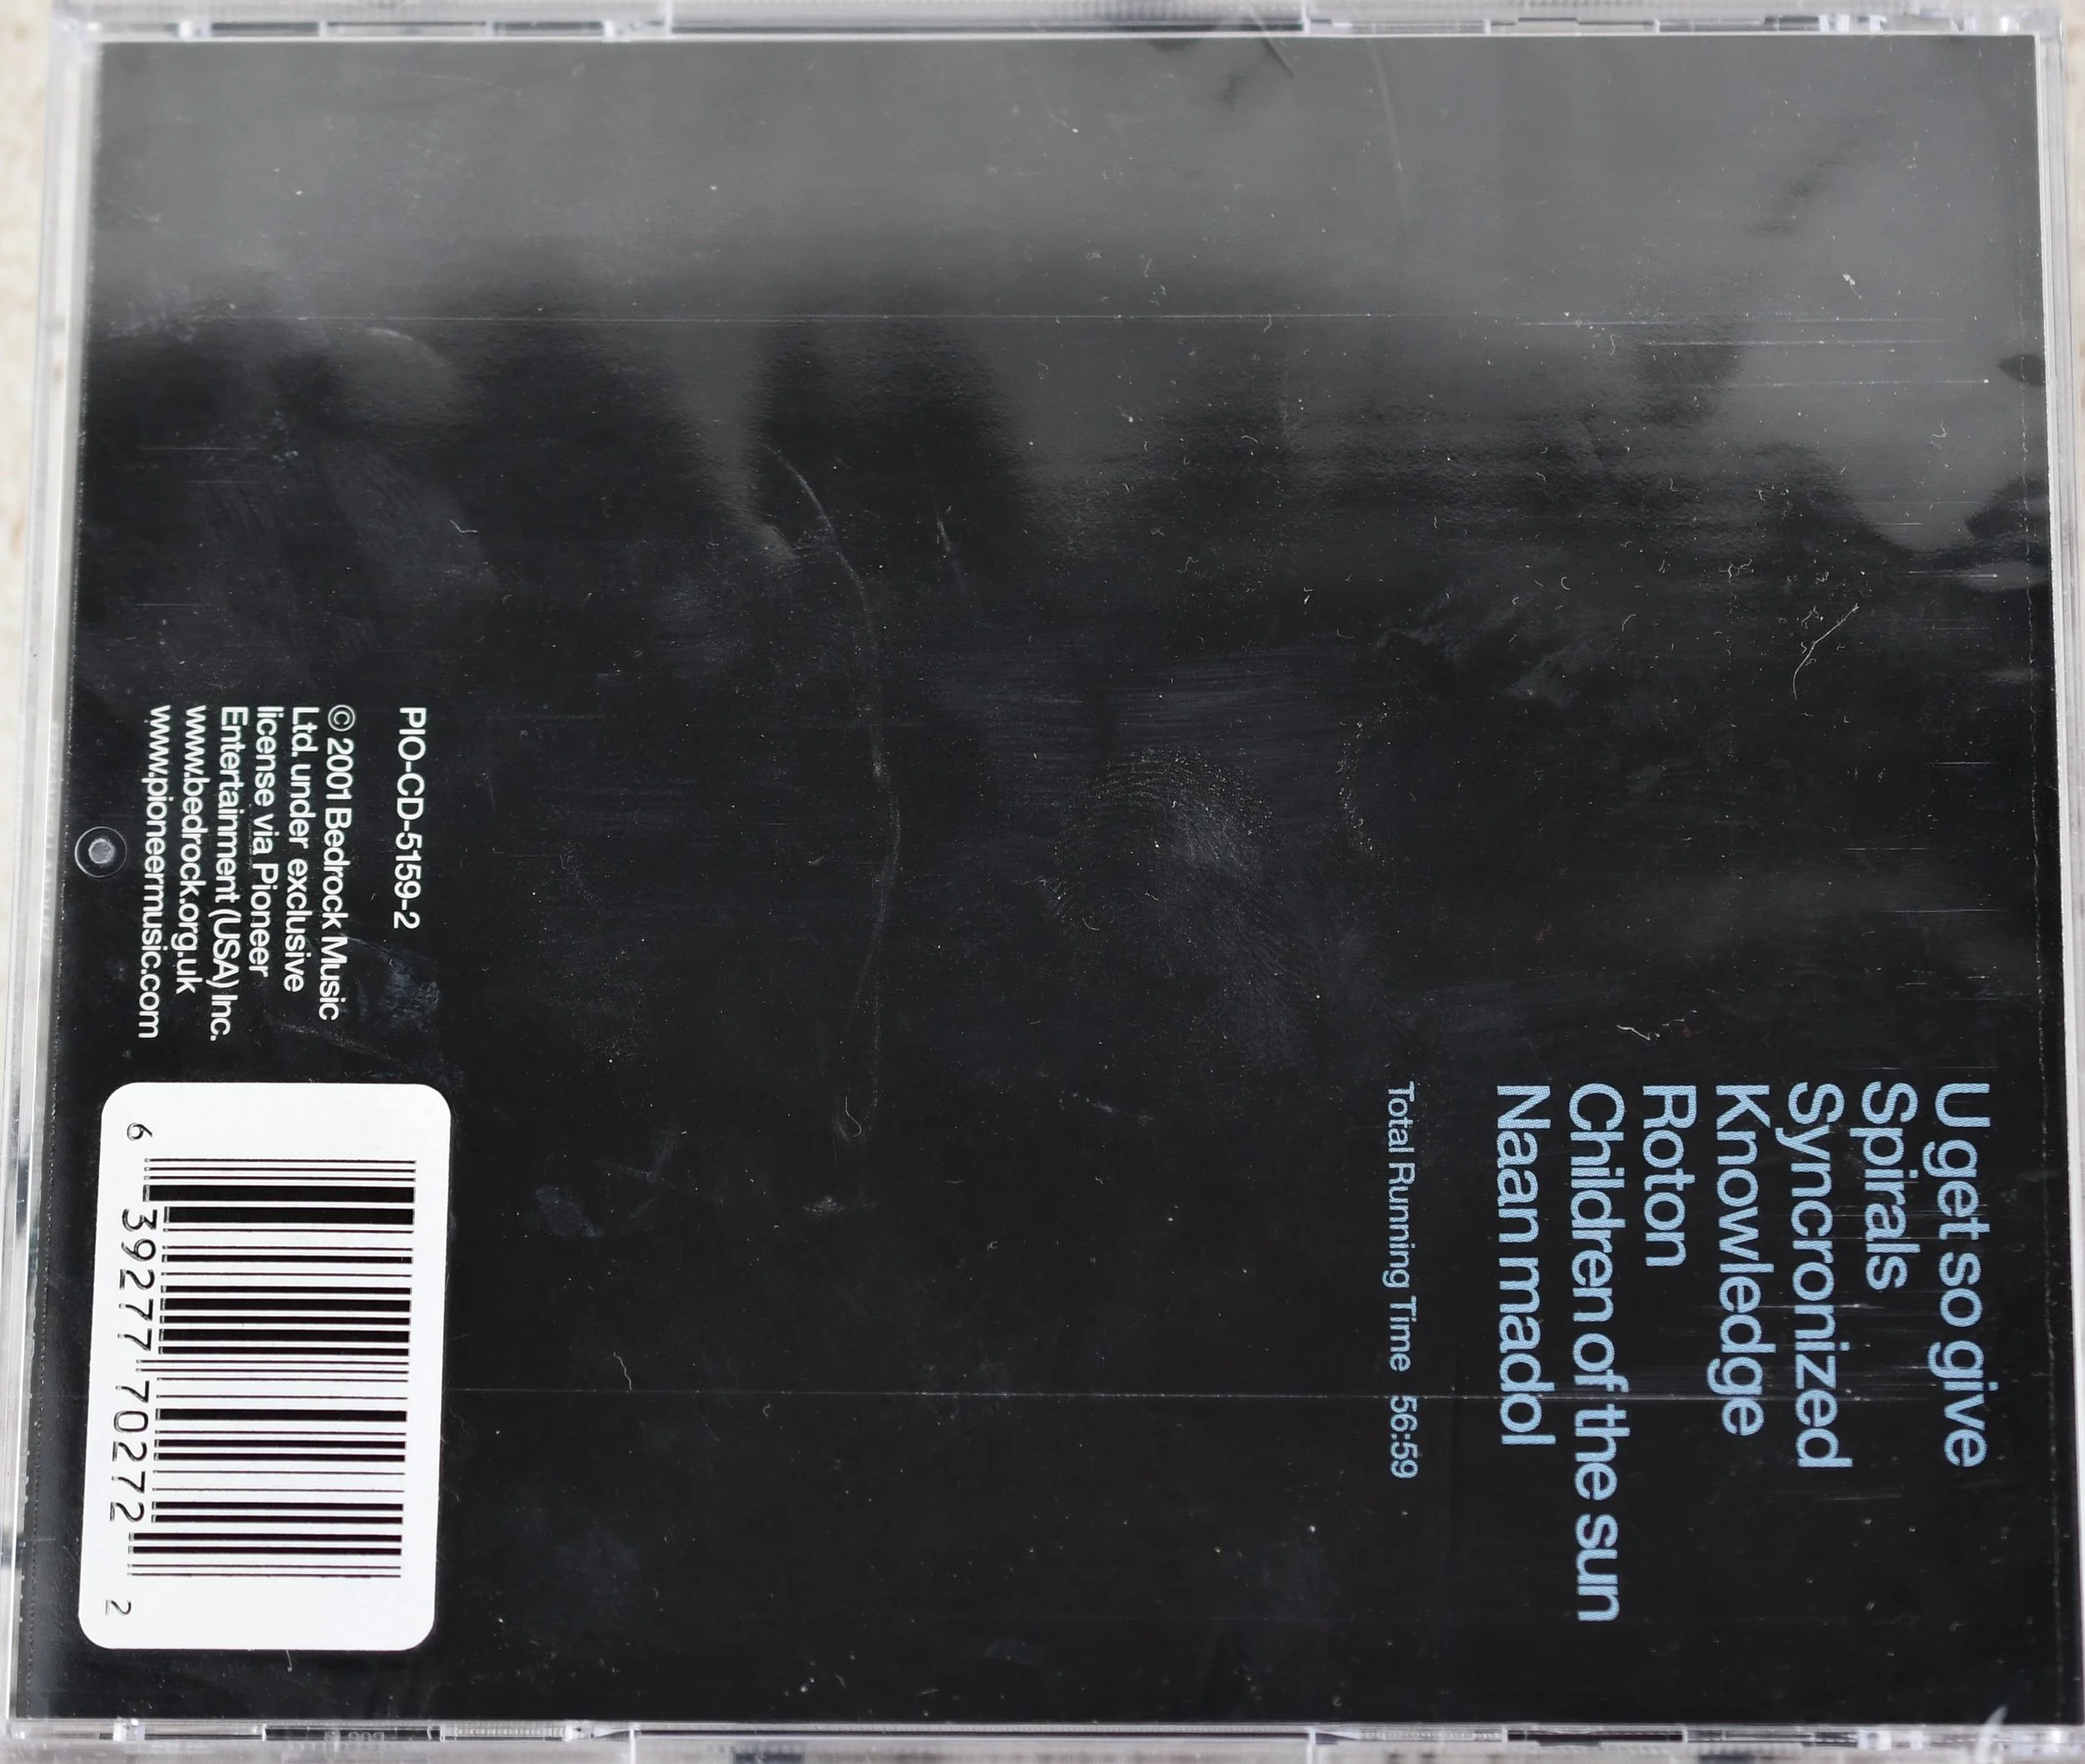 U get so give
Spirals
Syncronized
Knowledge
Roton
Children of the sun
Naan madol
Total Running Time 56:59
PIO-CD-5159-2
© 2001 Bedrock Music
Ltd. under exclusive
license via Pioneer
Entertainment (USA) Inc.
www.bedrock.org.uk
www.pioneermusic.com
6 39277 70272 2